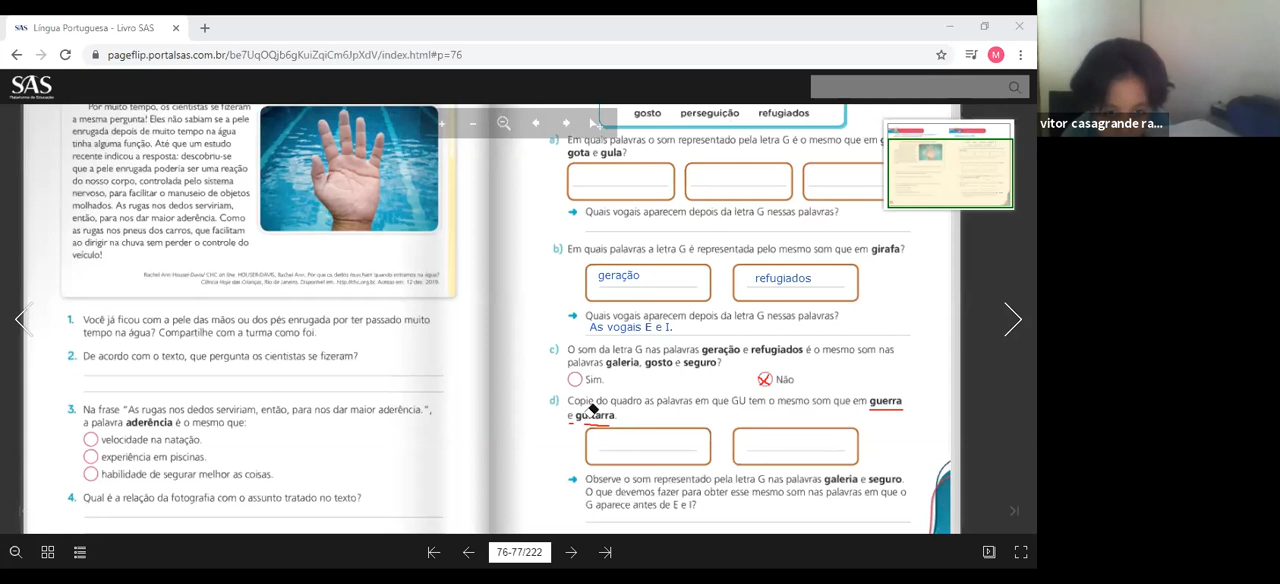 SAS Língua Portuguesa - Livro SAS
pageflip.portalsas.com.br/be7UqOQjb6gKuiZqiCm6JpXdV/index.html#p=76
M
SAS
Por muito tempo, os cientistas se fizeram
a mesma pergunta! Eles não sabiam se a pele
enrugada depois de muito tempo na água
tinha alguma função. Até que um estudo
recente indicou a resposta: descobriu-se
que a pele enrugada poderia ser uma reação
do nosso corpo, controlada pelo sistema
nervoso, para facilitar o manuseio de objetos
molhados. As rugas nos dedos serviriam,
então, para nos dar maior aderência. Como
as rugas nos pneus dos carros, que facilitam
ao dirigir na chuva sem perder o controle do
veículo!
1. Você já ficou com a pele das mãos ou dos pés enrugada por ter passado muito
tempo na água? Compartilhe com a turma como foi.
2. De acordo com o texto, que pergunta os cientistas se fizeram?
3. Na frase “As rugas nos dedos serviriam, então, para nos dar maior aderência.”,
a palavra aderência é o mesmo que:
velocidade na natação.
experiência em piscinas.
habilidade de segurar melhor as coisas.
4. Qual é a relação da fotografia com o assunto tratado no texto?
gosto perseguição refugiados
a) Em quais palavras o som representado pela letra G é o mesmo que em
gota e gula?
Quais vogais aparecem depois da letra G nessas palavras?
b) Em quais palavras a letra G é representada pelo mesmo som que em girafa?
geração refugiados
Quais vogais aparecem depois da letra G nessas palavras?
As vogais E e I.
c) O som da letra G nas palavras geração e refugiados é o mesmo som nas
palavras galeria, gosto e seguro?
Sim. Não
d) Copie do quadro as palavras em que GU tem o mesmo som que em guerra
e guitarra.
Observe o som representado pela letra G nas palavras galeria e seguro.
O que devemos fazer para obter esse mesmo som nas palavras em que o
G aparece antes de E e I?
76-77/222
vitor casagrande ra...